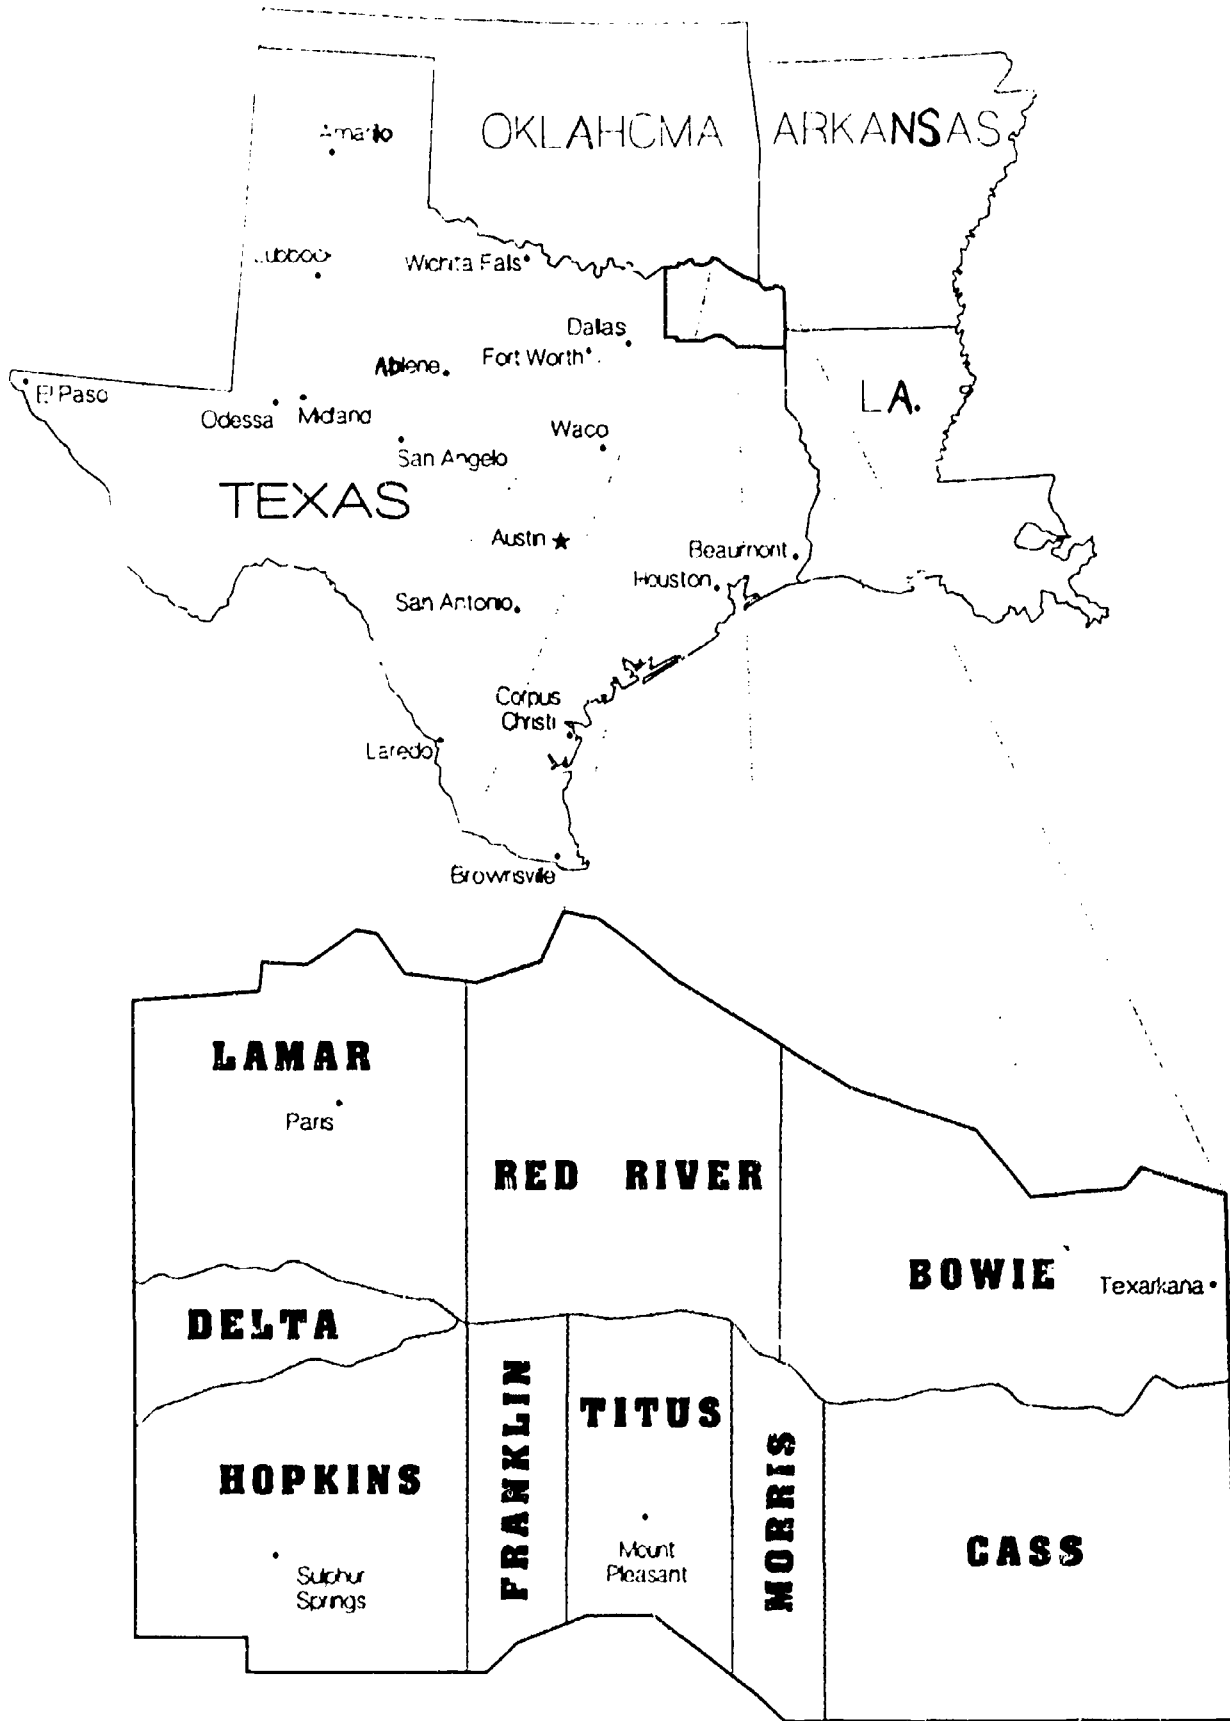 OKLAHOMA
ARKANSAS
Amarillo
Lubbock
Wichita Falls
Dallas
Fort Worth
Abilene
El Paso
Odessa
Midland
L A.
Waco
San Angelo
TEXAS
Austin
Beaumont
Houston
San Antonio
Corpus
Christi
Laredo
Brownsville
LAMAR
Paris
RED RIVER
BOWIE
Texarkana
DELTA
FRANKLIN
TITUS
HOPKINS
MORRIS
Mount
Pleasant
CASS
Sulphur
Springs